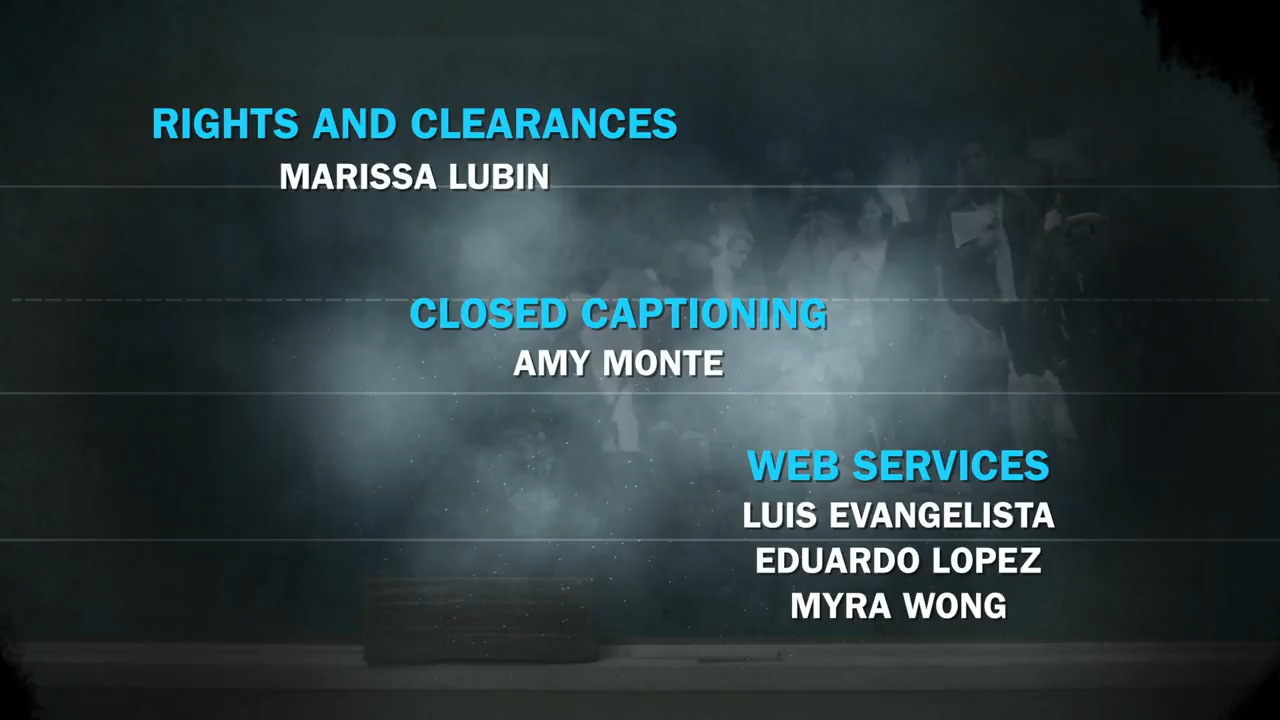 RIGHTS AND CLEARANCES
MARISSA LUBIN
CLOSED CAPTIONING
AMY MONTE
WEB SERVICES
LUIS EVANGELISTA
EDUARDO LOPEZ
MYRA WONG